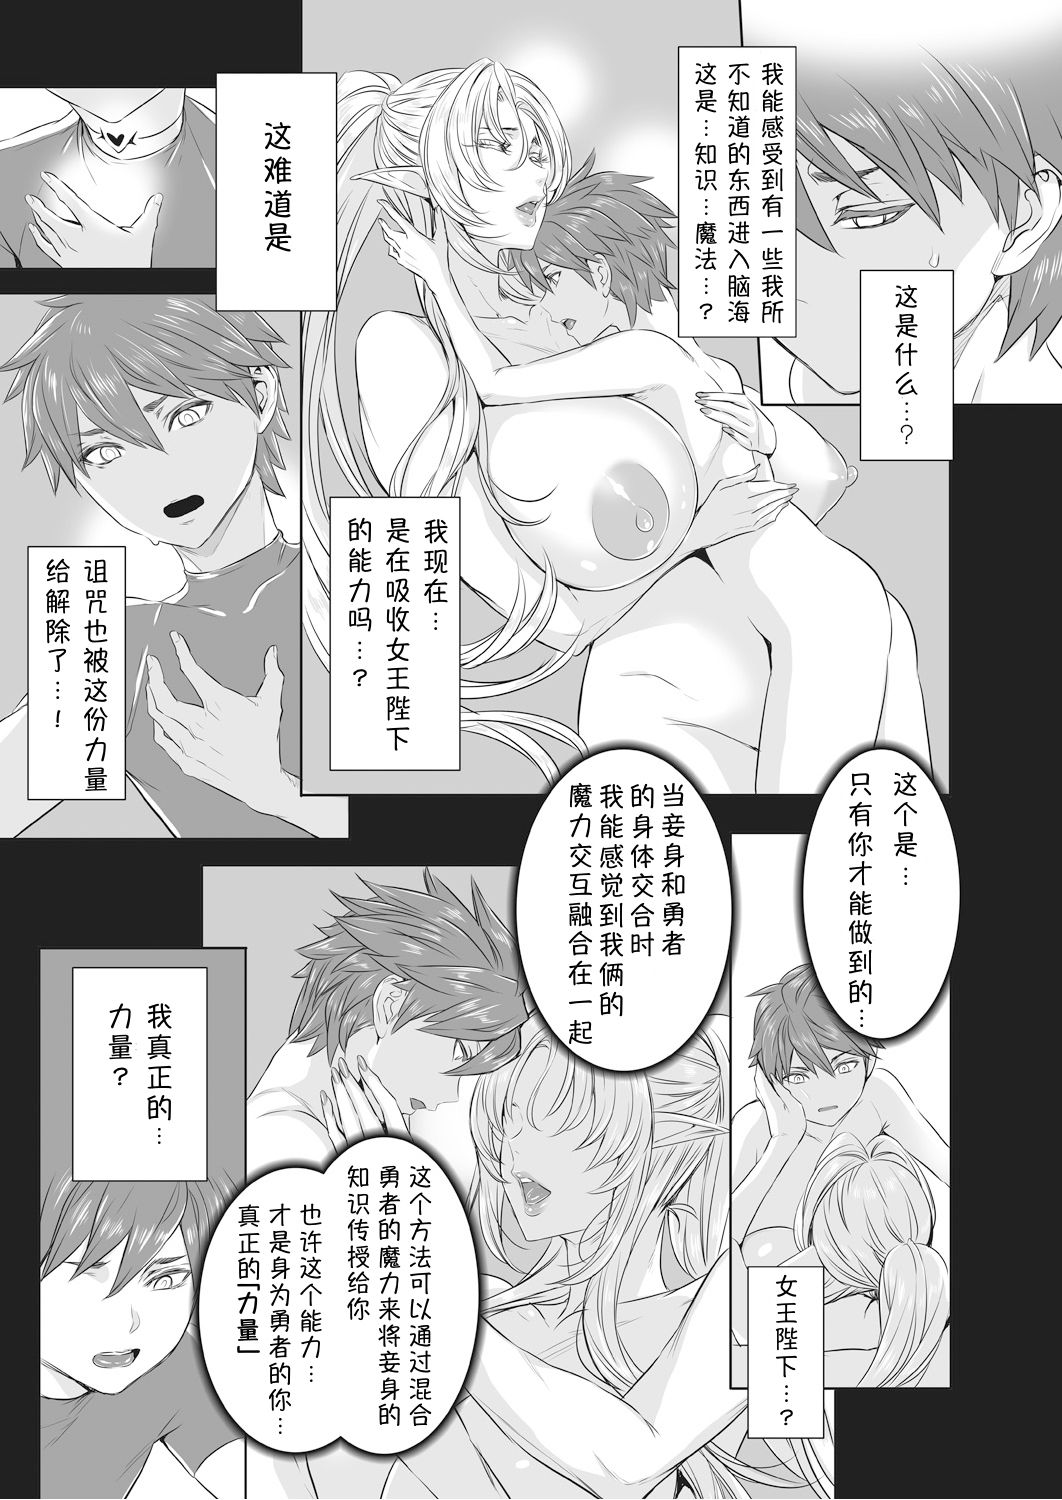 这是什么…?
我能感受到有一些我所
不知道的东西进入脑海
这是…知识…魔法…?
我现在…
是在吸收女王陛下
的能力吗…?
这难道是
诅咒也被这份力量
给解除了…!
这个是…
只有你才能做到的…
当妾身和勇者
的身体交合时
我能感觉到我俩的
魔力交互融合在一起
女王陛下…?
这个方法可以通过混合
勇者的魔力来将妾身的
知识传授给你
也许这个能力…
才是身为勇者的你…
真正的「力量」
我真正的…
力量?